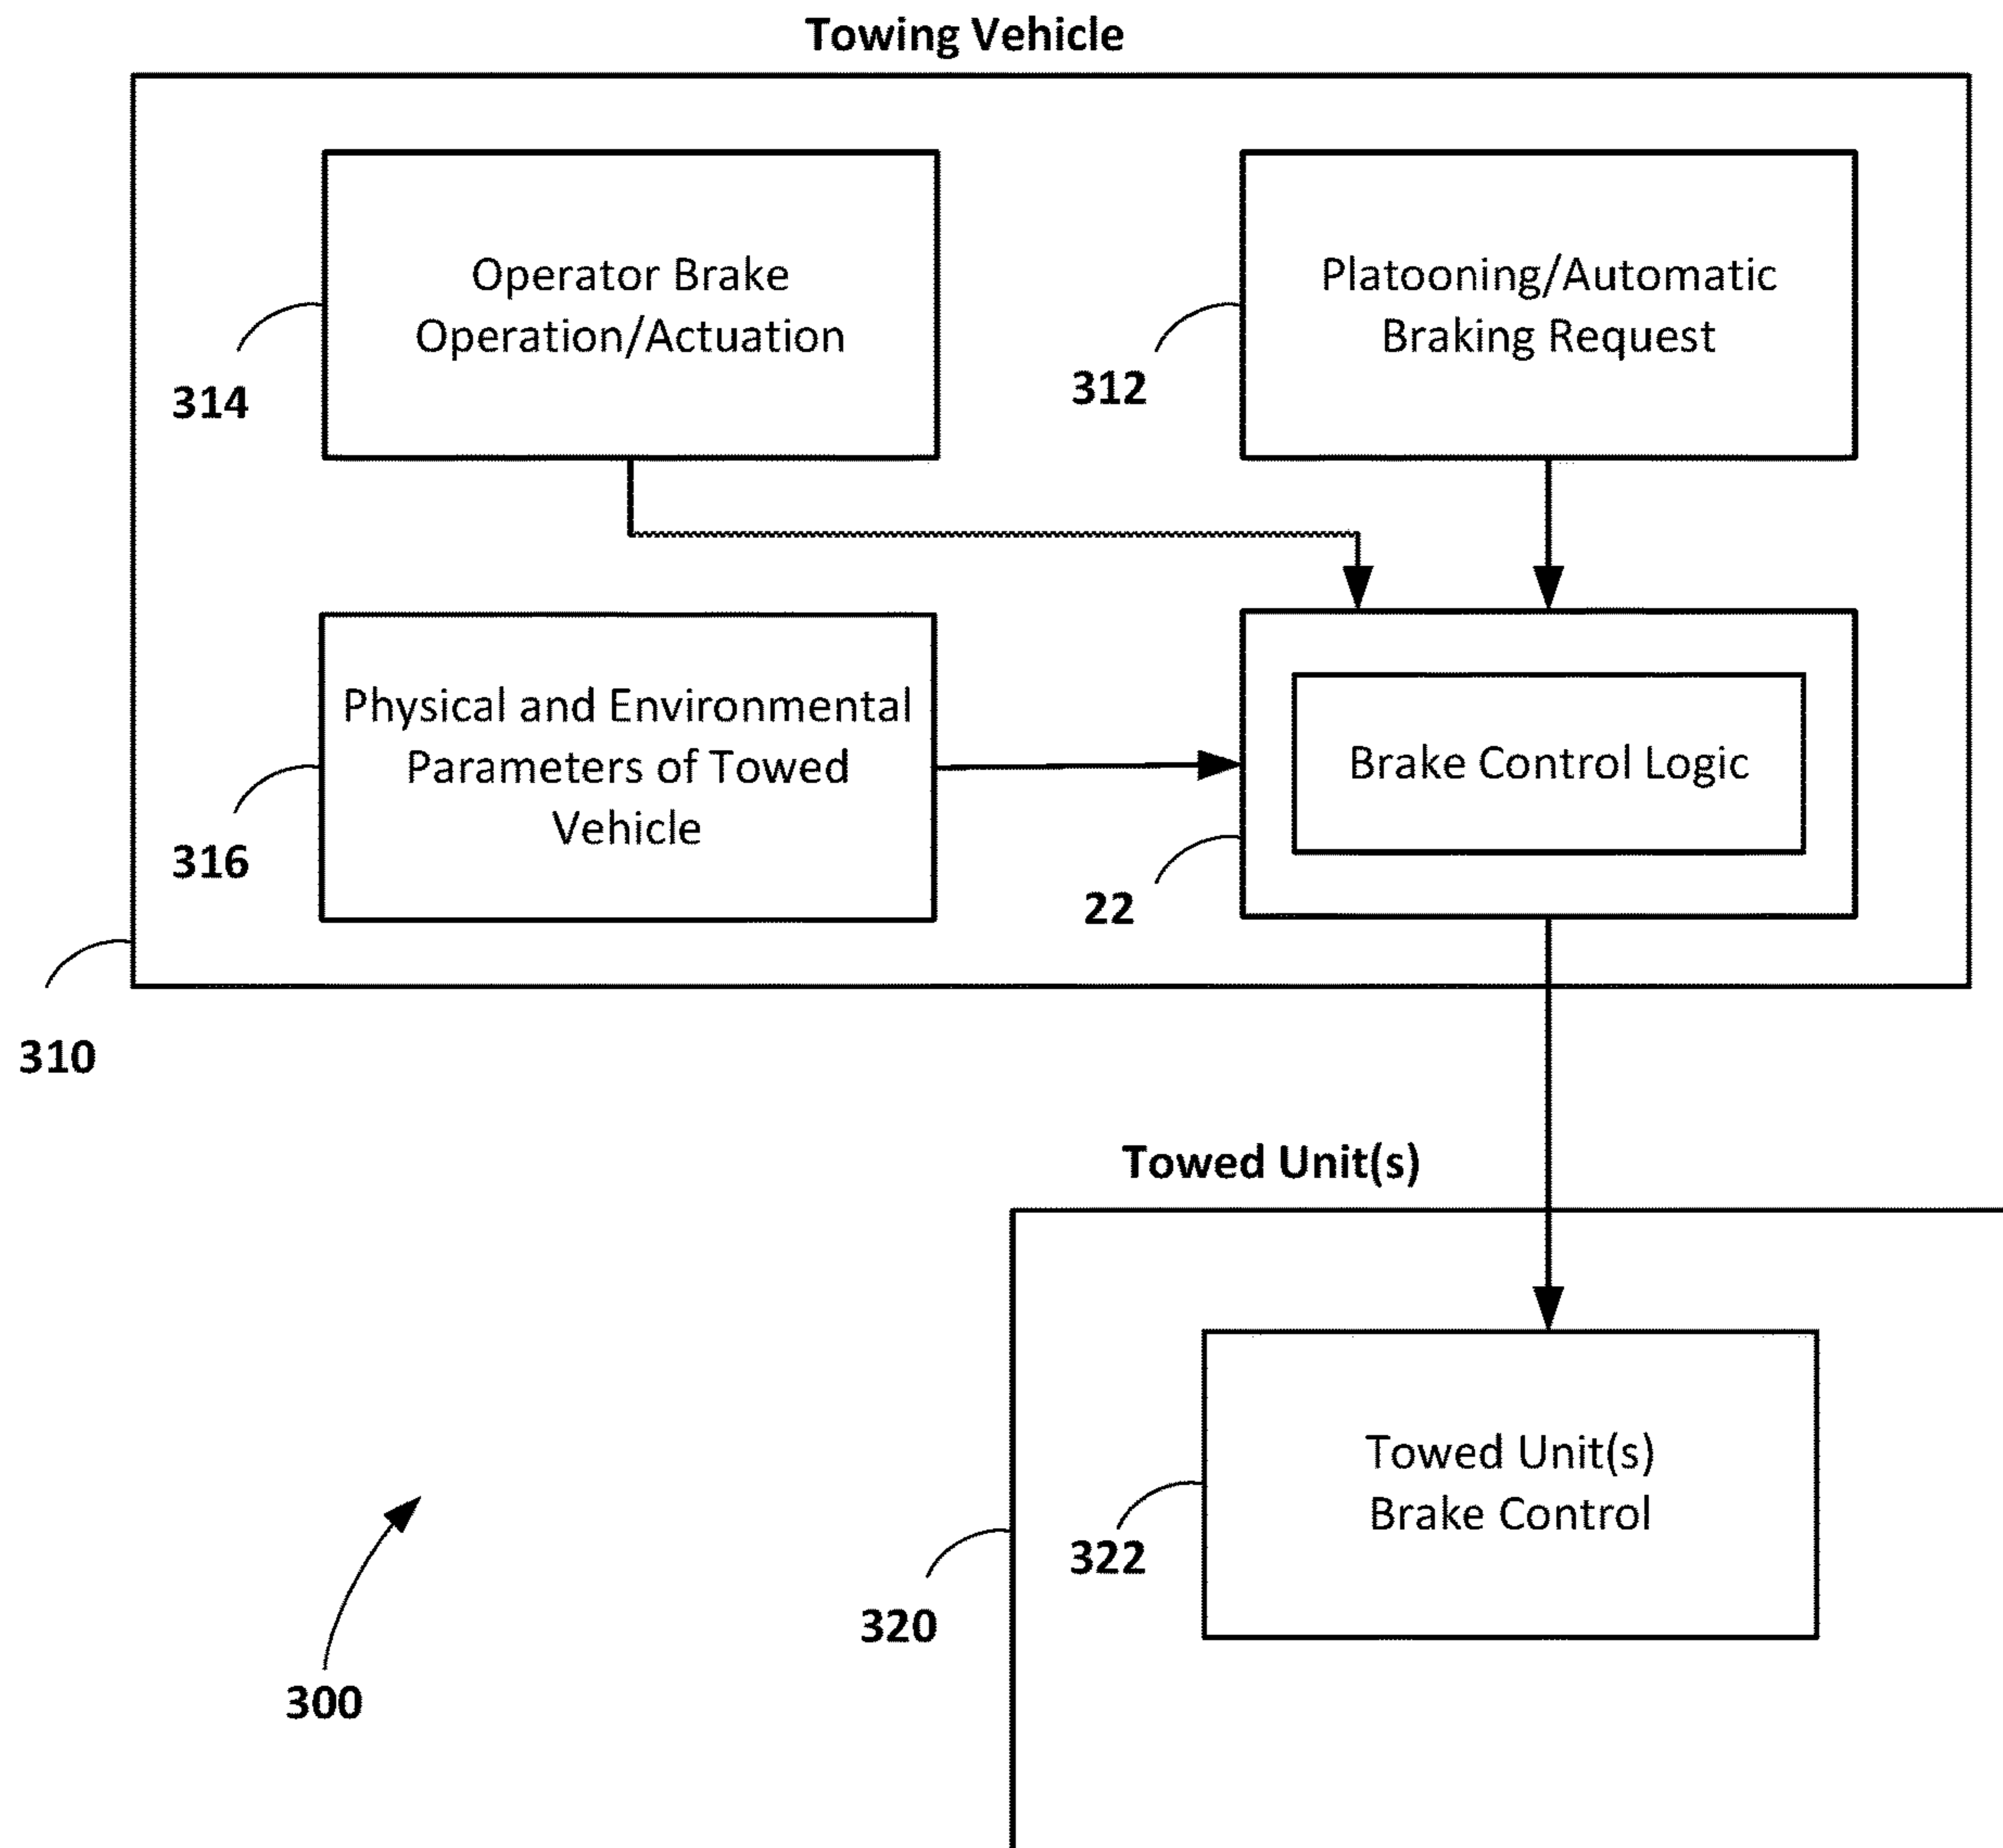 Towing Vehicle
Operator Brake
Operation/Actuation
314
Platooning/Automatic
Braking Request
312
Physical and Environmental
Parameters of Towed
Vehicle
316
Brake Control Logic
22
310
Towed Unit(s)
Towed Unit(s)
Brake Control
322
320
300